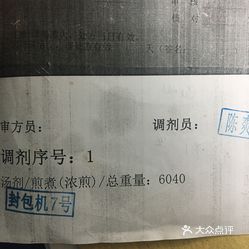 审方员： 调剂员： 陈爽
调剂序号：1
汤剂/煎煮(浓煎)/总重量：6040
封包机7号
大众点评